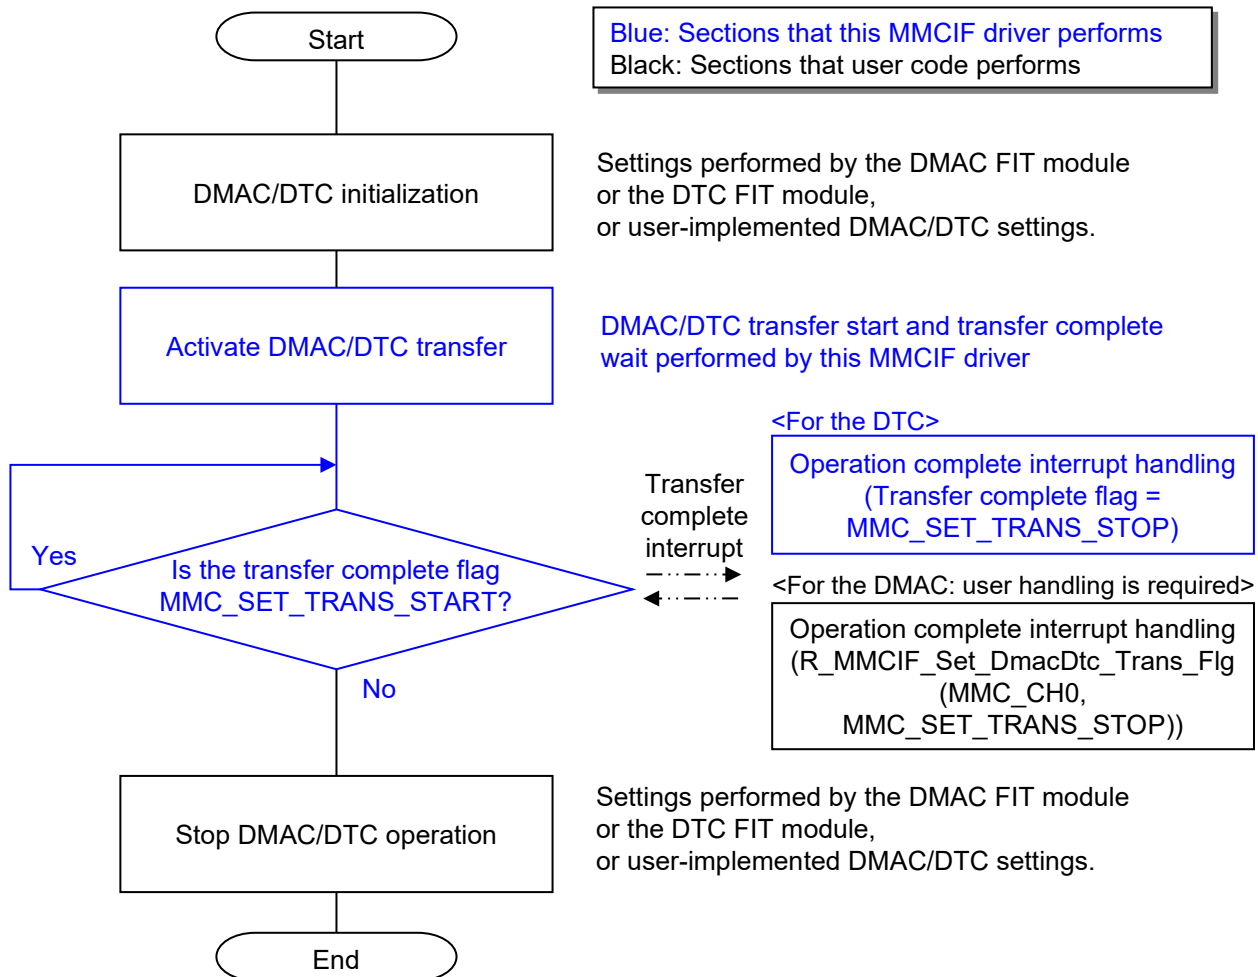 Start
Blue: Sections that this MMCIF driver performs
Black: Sections that user code performs
DMAC/DTC initialization
Settings performed by the DMAC FIT module
or the DTC FIT module,
or user-implemented DMAC/DTC settings.
Activate DMAC/DTC transfer
DMAC/DTC transfer start and transfer complete
wait performed by this MMCIF driver
<For the DTC>
Operation complete interrupt handling
(Transfer complete flag =
MMC_SET_TRANS_STOP)
Transfer
complete
interrupt
Yes
Is the transfer complete flag
MMC_SET_TRANS_START?
<For the DMAC: user handling is required>
Operation complete interrupt handling
(R_MMCIF_Set_DmacDtc_Trans_Flg
(MMC_CH0,
MMC_SET_TRANS_STOP))
No
Stop DMAC/DTC operation
Settings performed by the DMAC FIT module
or the DTC FIT module,
or user-implemented DMAC/DTC settings.
End